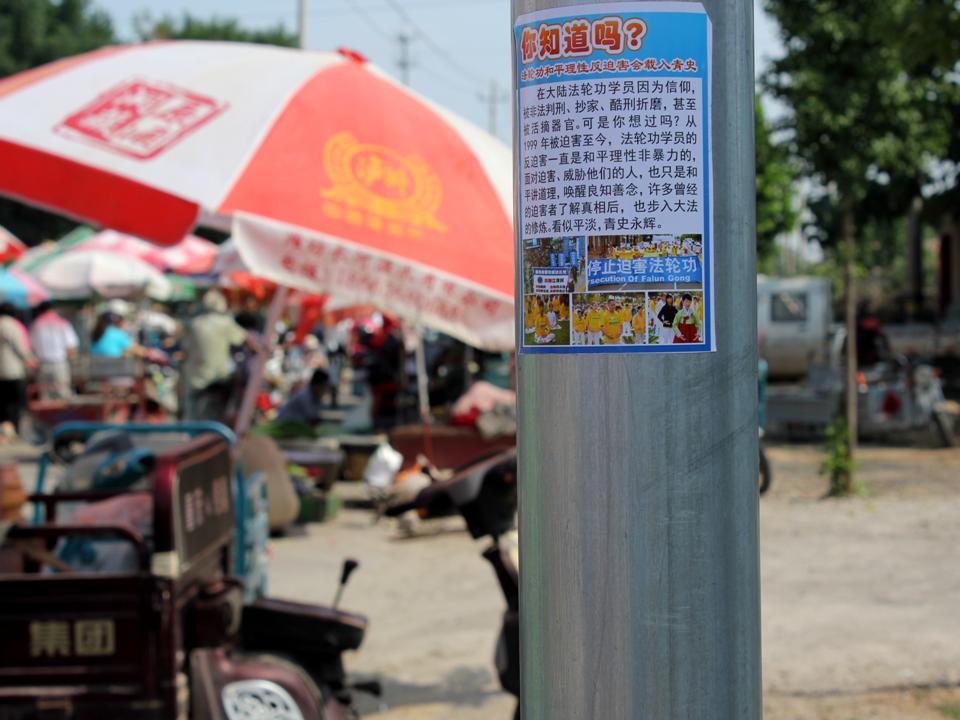 你知道吗?
法轮功和平理性反迫害会载入青史
在大陆法轮功学员因为信仰,
被非法判刑、抄家、酷刑折磨,甚至
被活摘器官。可是你想过吗?从
1999年被迫害至今,法轮功学员的
反迫害一直是和平理性非暴力的,
面对迫害、威胁他们的人,也只是和
平讲道理,唤醒良知善念,许多曾经
的迫害者了解真相后,也步入大法
的修炼。看似平淡,青史永辉。
停止迫害法轮功
rsecution Of Falun Gong
集团